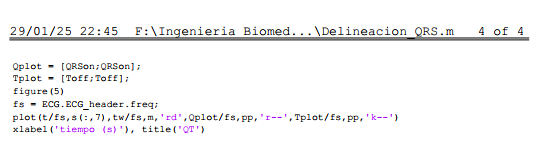 29/01/25 22:45 F:\Ingenieria Biomed...\Delineacion_QRS.m 4 of 4
Qplot = [QRSon;QRSon];
Tplot = [Toff;Toff];
figure(5)
fs = ECG.ECG_header.freq;
plot(t/fs,s(:,7),tw/fs,m,'rd',Qplot/fs,pp,'r--',Tplot/fs,pp,'k--')
xlabel('tiempo (s)'), title('QT')